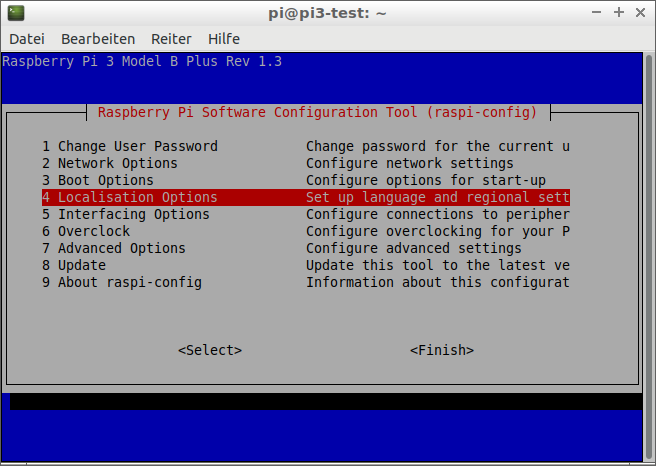 pi@pi3-test: ~
Datei Bearbeiten Reiter Hilfe
Raspberry Pi 3 Model B Plus Rev 1.3
Raspberry Pi Software Configuration Tool (raspi-config)
1 Change User Password Change password for the current u
2 Network Options Configure network settings
3 Boot Options Configure options for start-up
4 Localisation Options Set up language and regional sett
5 Interfacing Options Configure connections to peripher
6 Overclock Configure overclocking for your P
7 Advanced Options Configure advanced settings
8 Update Update this tool to the latest ve
9 About raspi-config Information about this configurat
<Select> <Finish>